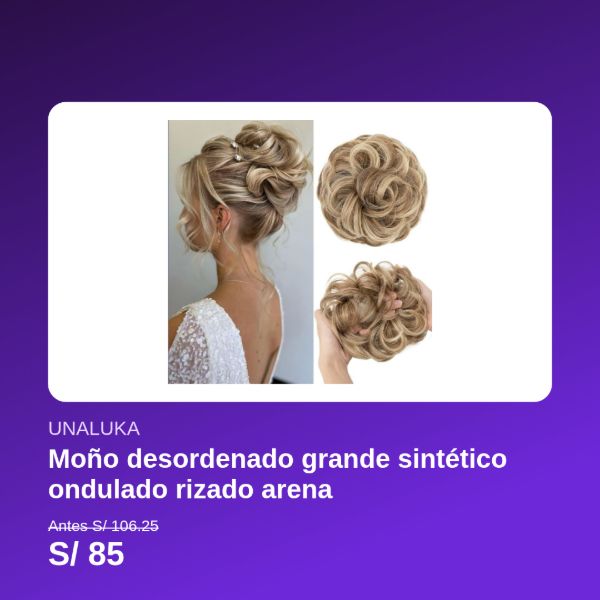 UNALUKA
Moño desordenado grande sintético
ondulado rizado arena
Antes S/ 106.25
S/ 85